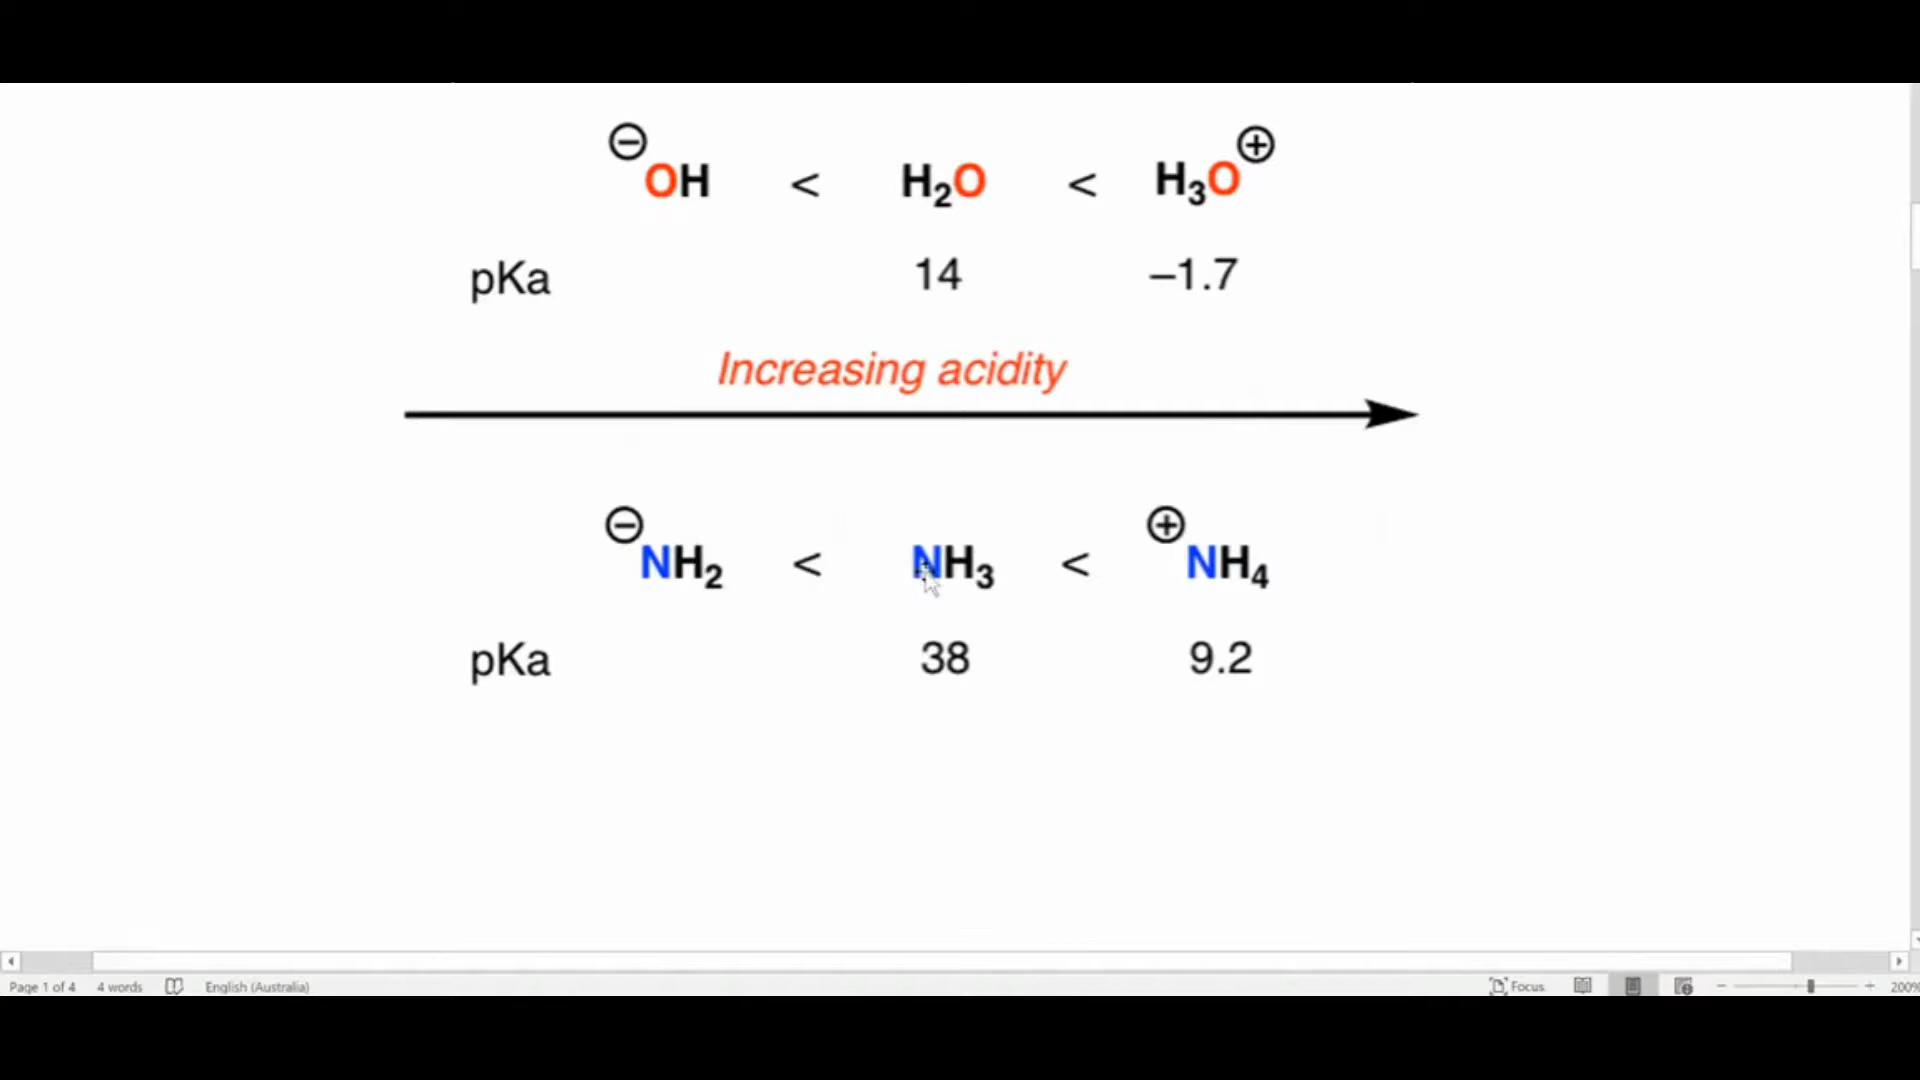 ⊖OH < H₂O < H₃O⊕
pKa 14 –1.7
Increasing acidity
⊖NH₂ < NH₃ < ⊕NH₄
pKa 38 9.2
Page 1 of 4 4 words English (Australia) Focus − + 200%